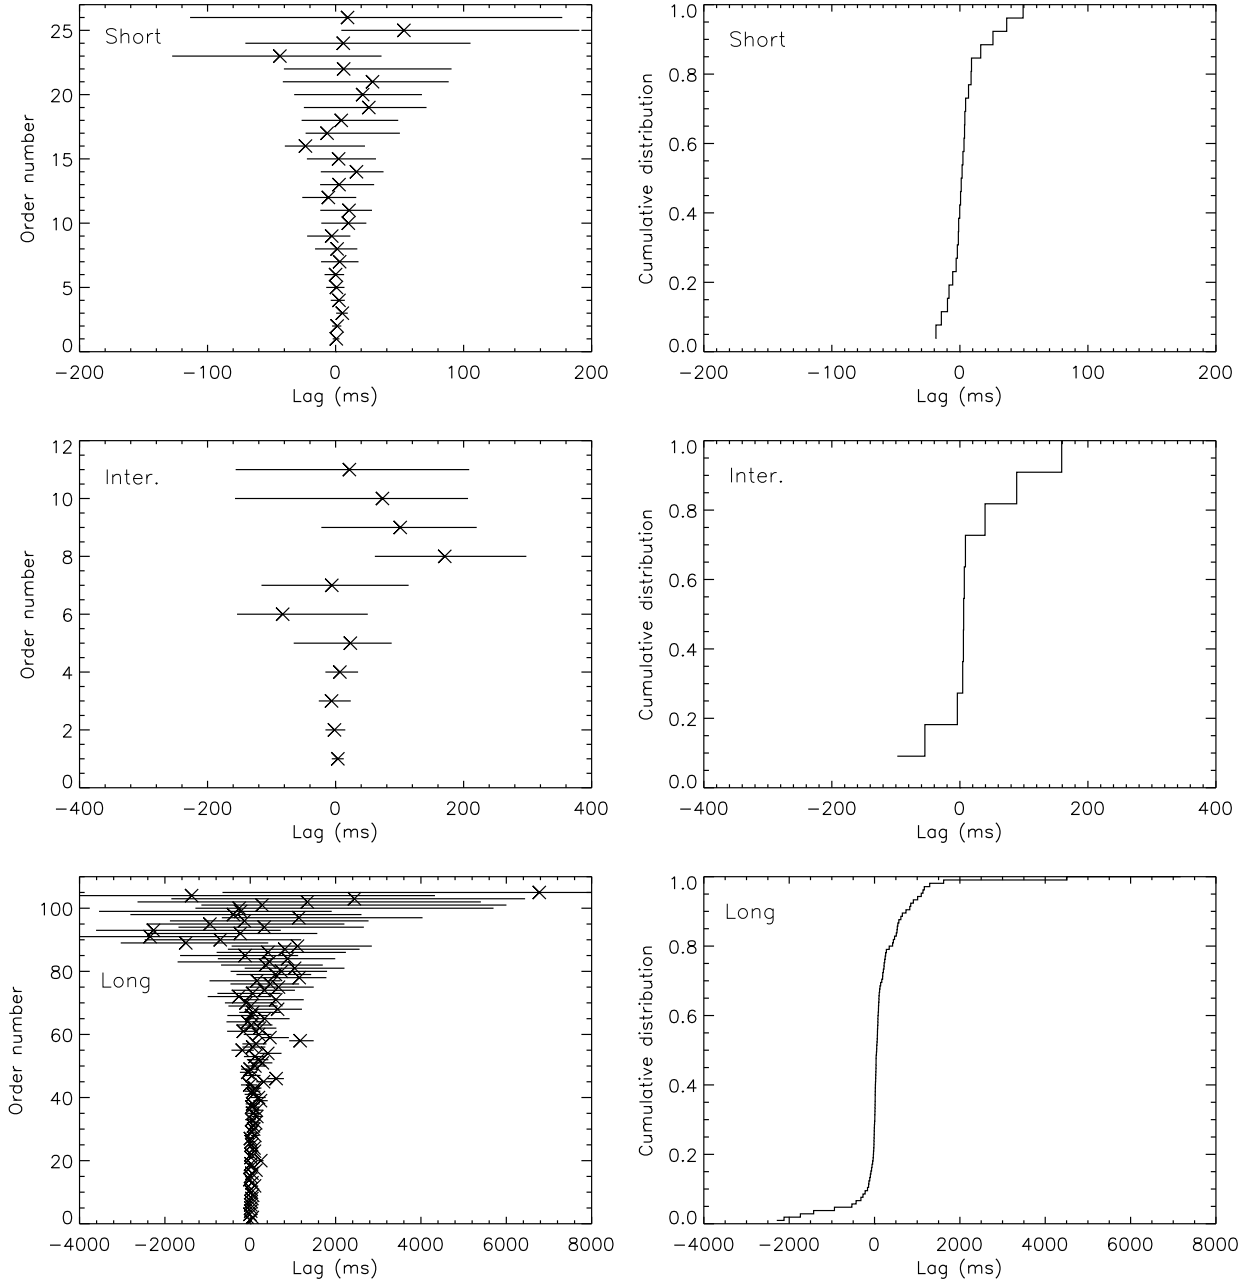 25
20
15
10
5
0
Short
Order number
−200 −100 0 100 200
Lag (ms)
1.0
0.8
0.6
0.4
0.2
0.0
Short
Cumulative distribution
−200 −100 0 100 200
Lag (ms)
12
10
8
6
4
2
0
Inter.
Order number
−400 −200 0 200 400
Lag (ms)
1.0
0.8
0.6
0.4
0.2
0.0
Inter.
Cumulative distribution
−400 −200 0 200 400
Lag (ms)
100
80
60
40
20
0
Long
Order number
−4000 −2000 0 2000 4000 6000 8000
Lag (ms)
1.0
0.8
0.6
0.4
0.2
0.0
Long
Cumulative distribution
−4000 −2000 0 2000 4000 6000 8000
Lag (ms)